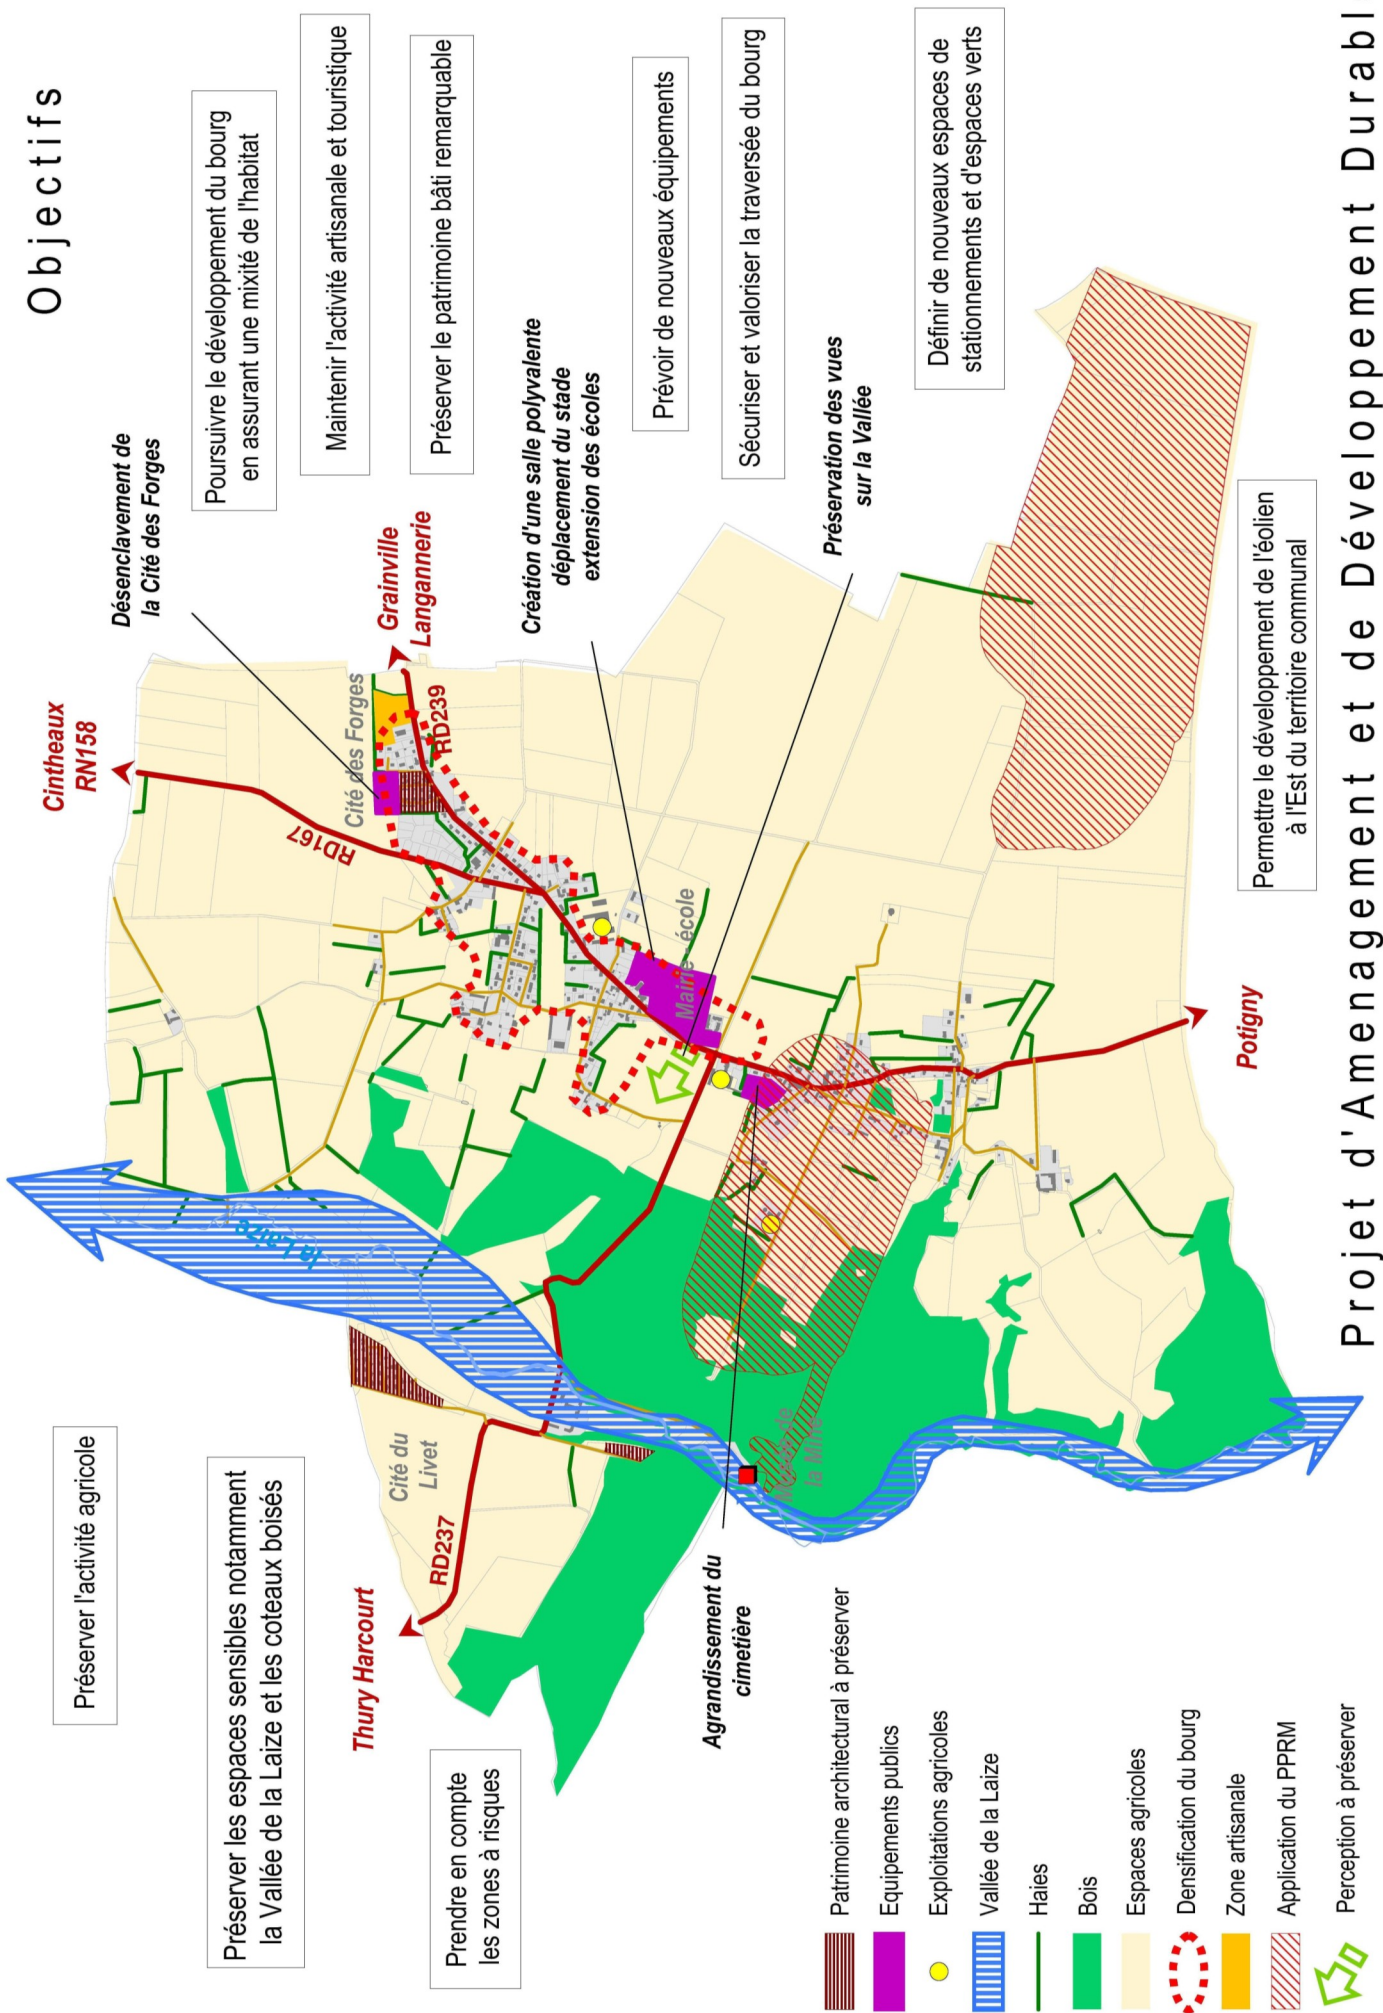 Objectifs
Préserver l'activité agricole
Préserver les espaces sensibles notamment
la Vallée de la Laize et les coteaux boisés
Prendre en compte
les zones à risques
Poursuivre le développement du bourg
en assurant une mixité de l'habitat
Maintenir l'activité artisanale et touristique
Préserver le patrimoine bâti remarquable
Prévoir de nouveaux équipements
Sécuriser et valoriser la traversée du bourg
Définir de nouveaux espaces de
stationnements et d'espaces verts
Permettre le développement de l'éolien
à l'Est du territoire communal
Cintheaux
RN158
Désenclavement de
la Cité des Forges
Grainville
Langannerie
Création d'une salle polyvalente
déplacement du stade
extension des écoles
Préservation des vues
sur la Vallée
Thury Harcourt
RD237
RD167
RD239
Cité des Forges
Cité du
Livet
la Laize
Mairie - école
Musée de
la Mine
Agrandissement du
cimetière
Potigny
Patrimoine architectural à préserver
Equipements publics
Exploitations agricoles
Vallée de la Laize
Haies
Bois
Espaces agricoles
Densification du bourg
Zone artisanale
Application du PPRM
Perception à préserver
Projet d'Aménagement et de Développement Durabl